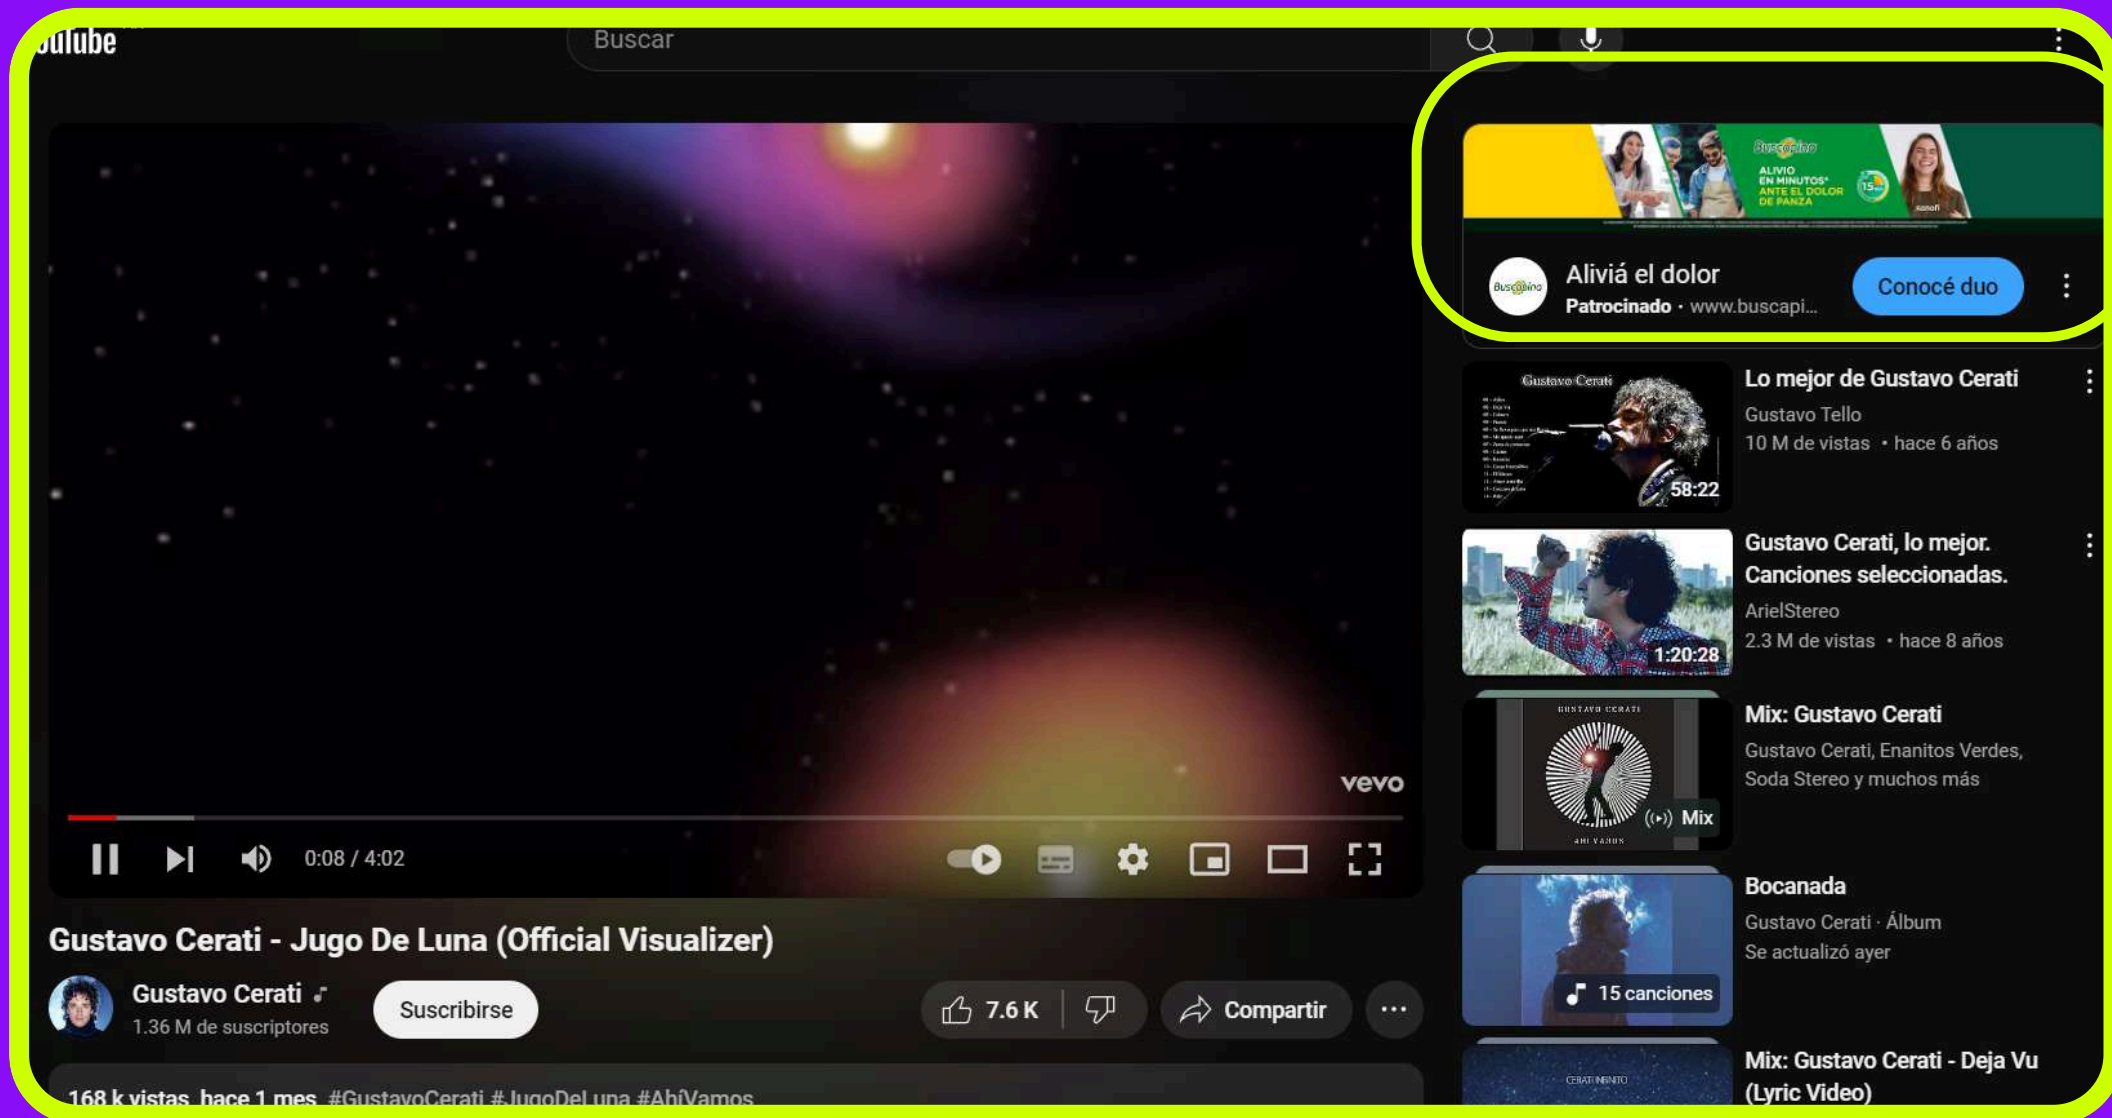 ouTube
Buscar
Buscapina
ALIVIO
EN MINUTOS*
ANTE EL DOLOR
DE PANZA
15
sanofi
Buscapina
Aliviá el dolor
Patrocinado · www.buscapi...
Conocé duo
Gustavo Cerati
58:22
Lo mejor de Gustavo Cerati
Gustavo Tello
10 M de vistas • hace 6 años
1:20:28
Gustavo Cerati, lo mejor.
Canciones seleccionadas.
ArielStereo
2.3 M de vistas • hace 8 años
GUSTAVO CERATI
Mix
AHI VAMOS
Mix: Gustavo Cerati
Gustavo Cerati, Enanitos Verdes,
Soda Stereo y muchos más
15 canciones
Bocanada
Gustavo Cerati · Álbum
Se actualizó ayer
Mix: Gustavo Cerati - Deja Vu
(Lyric Video)
vevo
0:08 / 4:02
Gustavo Cerati - Jugo De Luna (Official Visualizer)
Gustavo Cerati
1.36 M de suscriptores
Suscribirse
7.6 K
Compartir
168 k vistas hace 1 mes #GustavoCerati #JugoDeLuna #AhíVamos